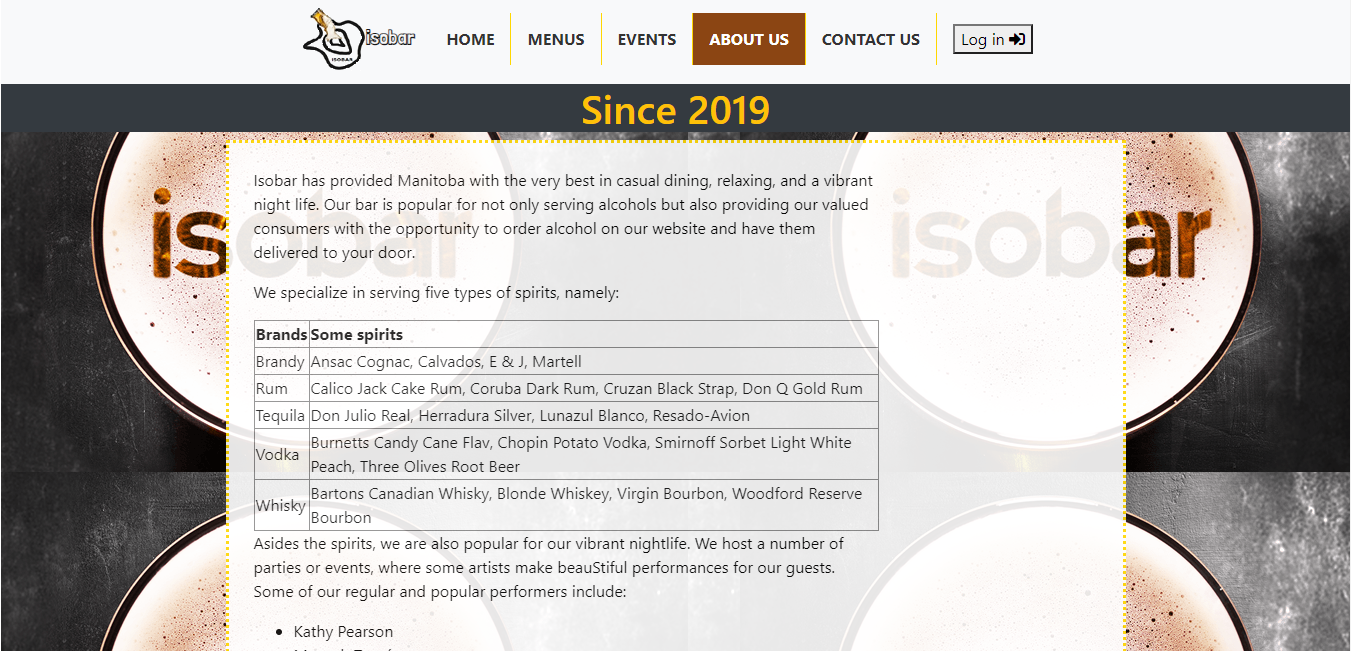 isobar
ISOBAR
HOME MENUS EVENTS ABOUT US CONTACT US Log in
Since 2019
isobar isobar
Isobar has provided Manitoba with the very best in casual dining, relaxing, and a vibrant
night life. Our bar is popular for not only serving alcohols but also providing our valued
consumers with the opportunity to order alcohol on our website and have them
delivered to your door.
We specialize in serving five types of spirits, namely:
Brands Some spirits
Brandy Ansac Cognac, Calvados, E & J, Martell
Rum Calico Jack Cake Rum, Coruba Dark Rum, Cruzan Black Strap, Don Q Gold Rum
Tequila Don Julio Real, Herradura Silver, Lunazul Blanco, Resado-Avion
Vodka Burnetts Candy Cane Flav, Chopin Potato Vodka, Smirnoff Sorbet Light White
Peach, Three Olives Root Beer
Whisky Bartons Canadian Whisky, Blonde Whiskey, Virgin Bourbon, Woodford Reserve
Bourbon
Asides the spirits, we are also popular for our vibrant nightlife. We host a number of
parties or events, where some artists make beauStiful performances for our guests.
Some of our regular and popular performers include:
Kathy Pearson